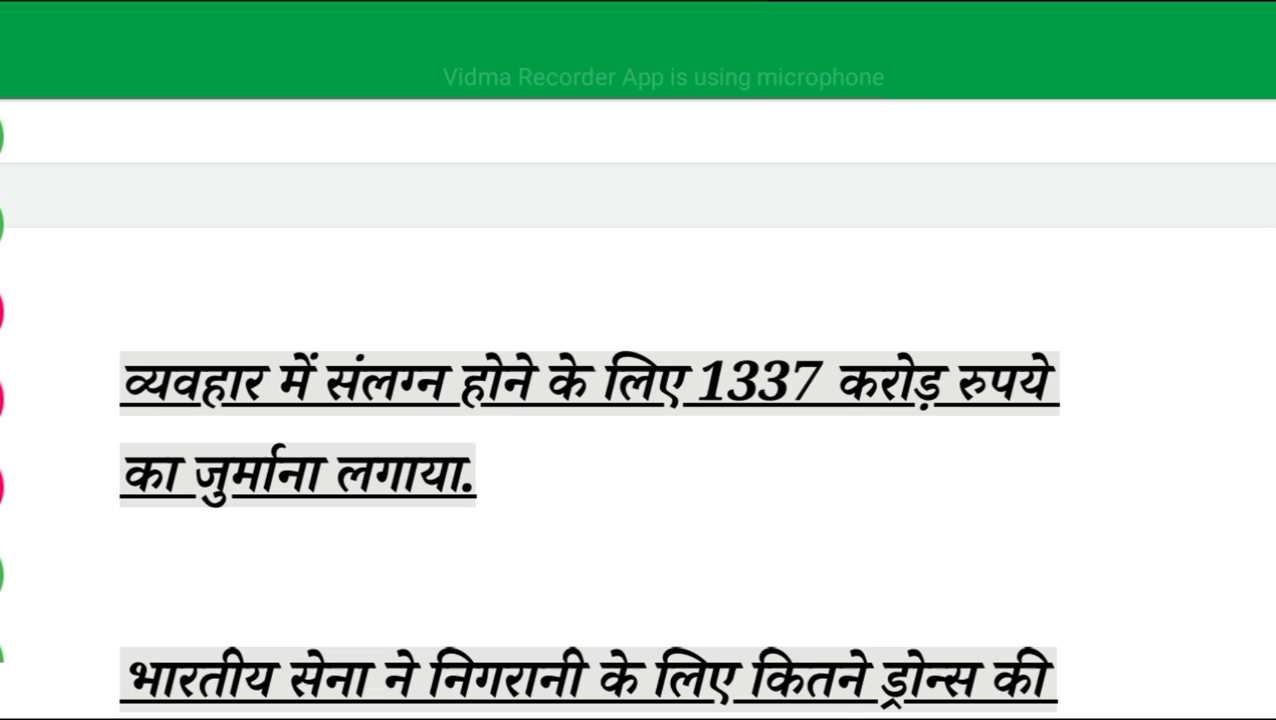 Vidma Recorder App is using microphone
व्यवहार में संलग्न होने के लिए 1337 करोड़ रुपये
का जुर्माना लगाया.
भारतीय सेना ने निगरानी के लिए कितने ड्रोन्स की